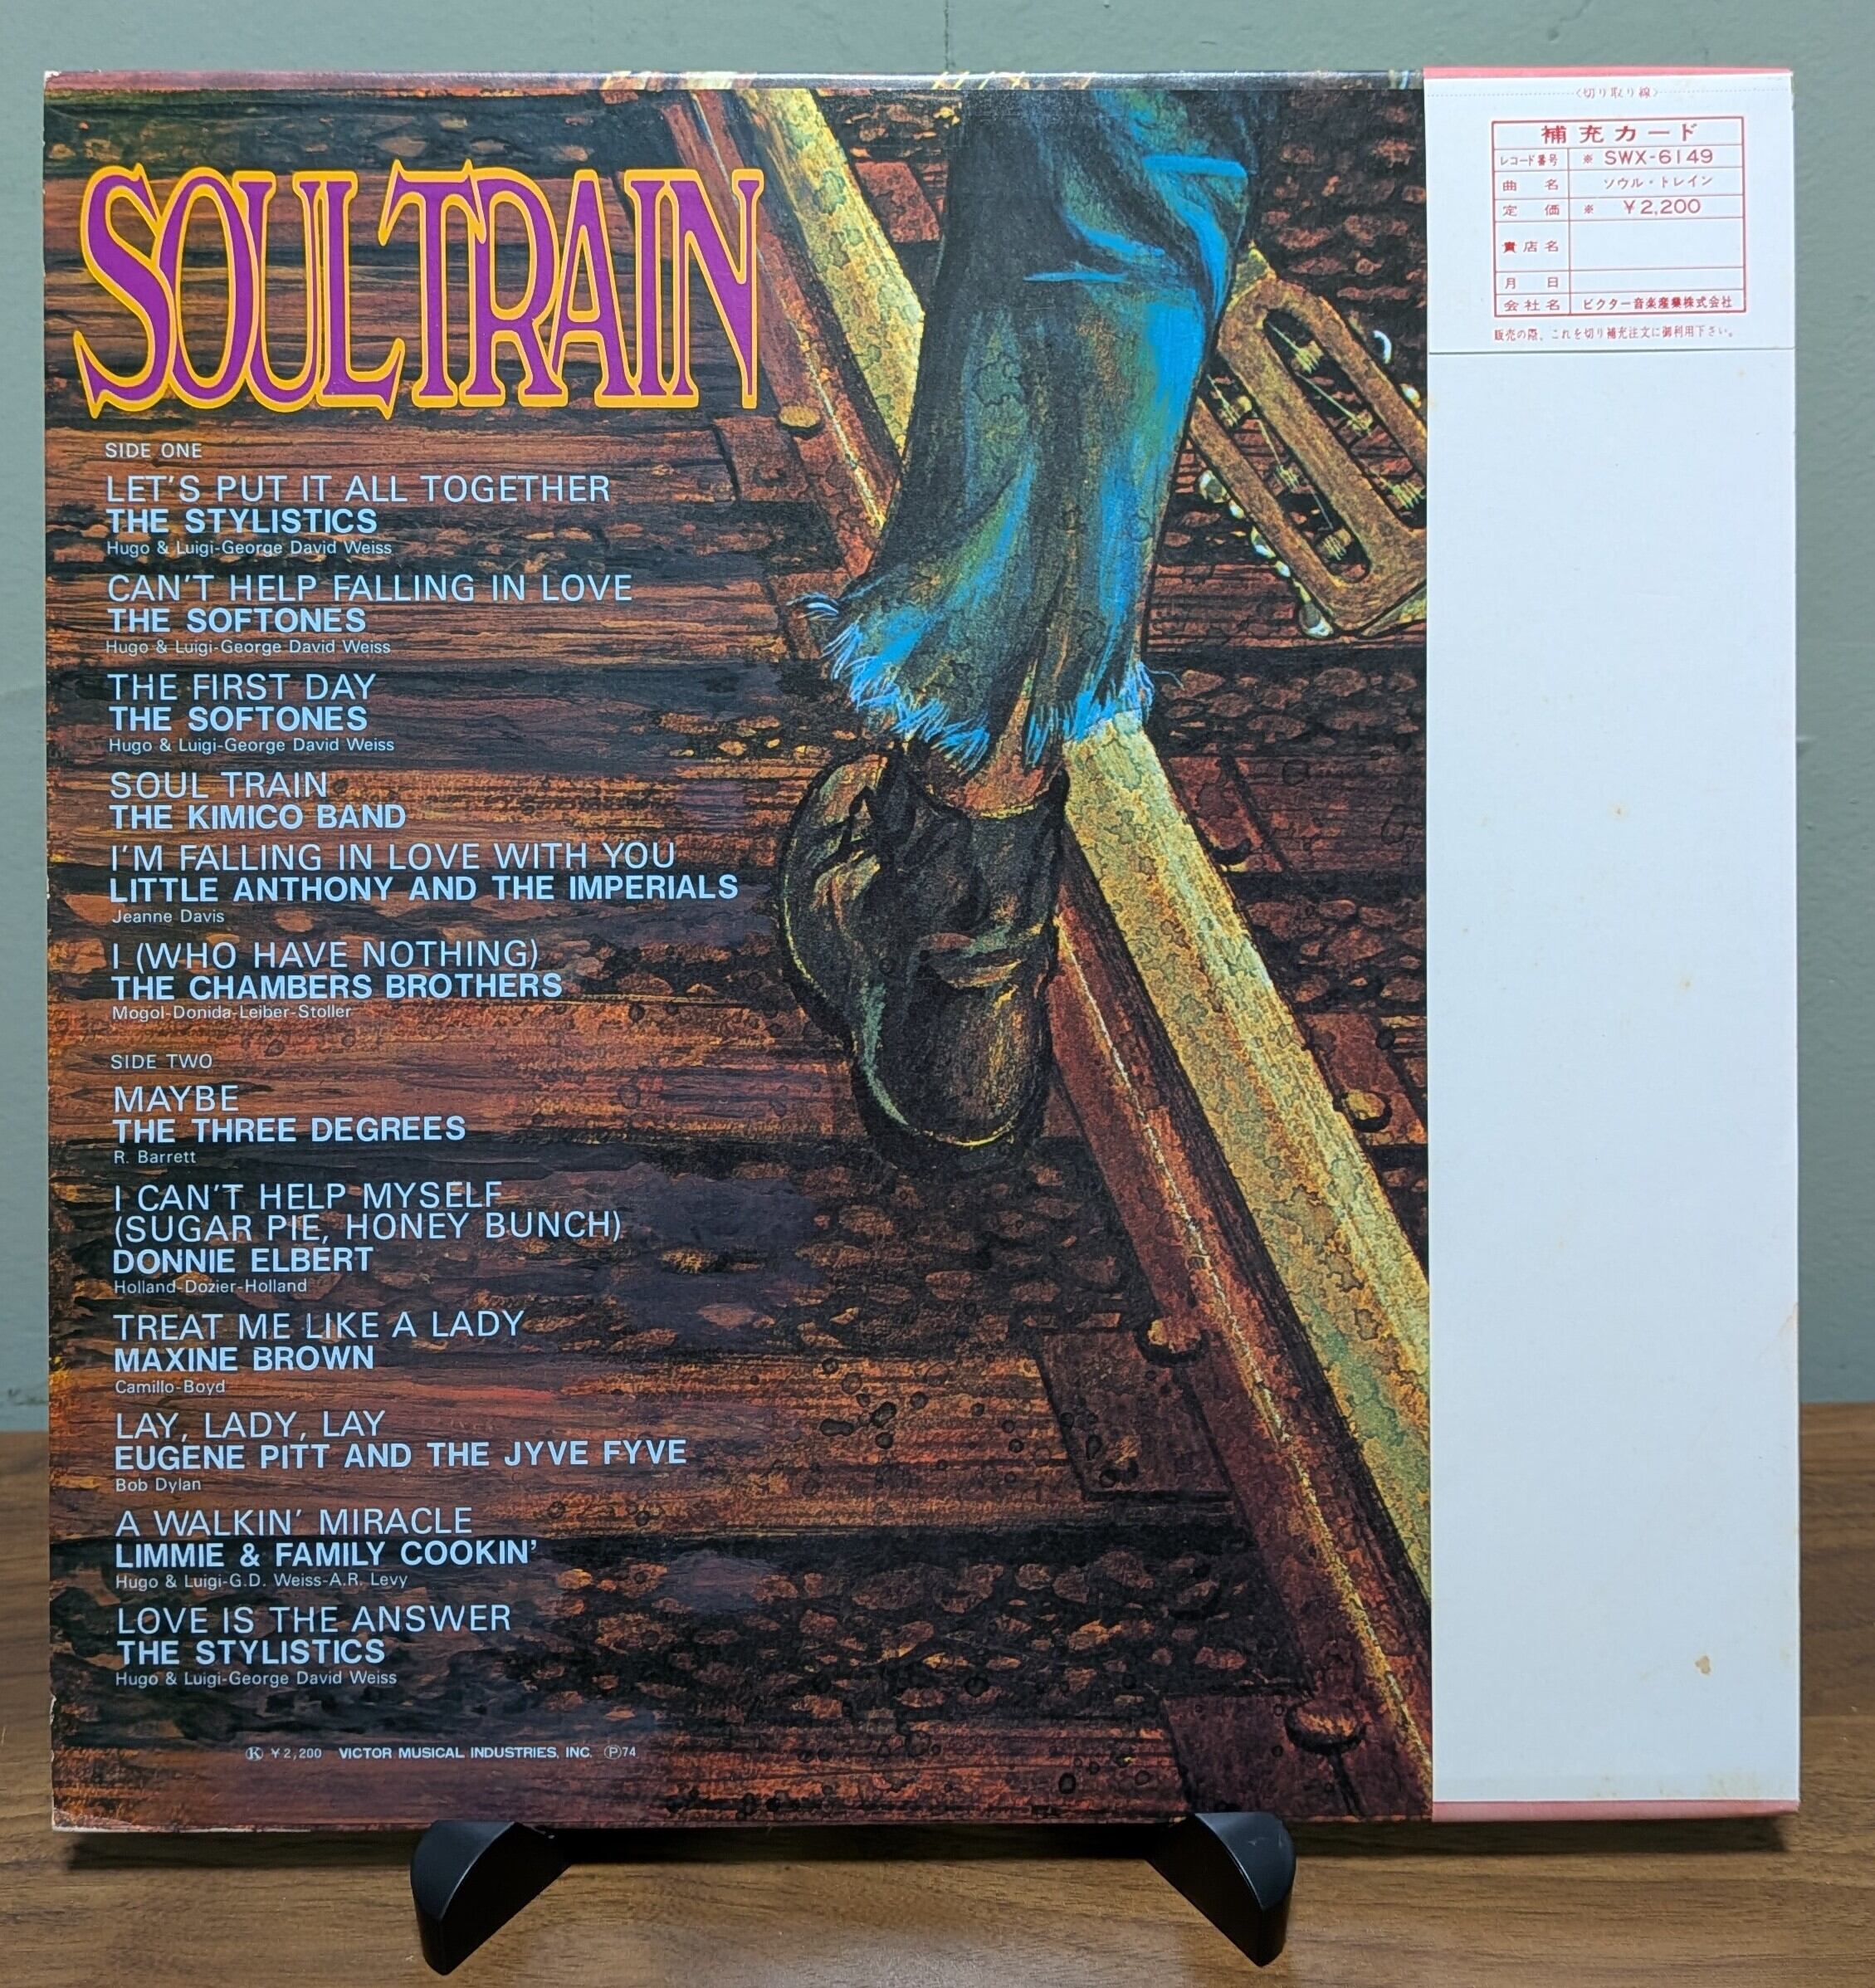 SOUL TRAIN
SIDE ONE
LET'S PUT IT ALL TOGETHER
THE STYLISTICS
Hugo & Luigi-George David Weiss
CAN'T HELP FALLING IN LOVE
THE SOFTONES
Hugo & Luigi-George David Weiss
THE FIRST DAY
THE SOFTONES
Hugo & Luigi-George David Weiss
SOUL TRAIN
THE KIMICO BAND
I'M FALLING IN LOVE WITH YOU
LITTLE ANTHONY AND THE IMPERIALS
Jeanne Davis
I (WHO HAVE NOTHING)
THE CHAMBERS BROTHERS
Mogol-Donida-Leiber-Stoller
SIDE TWO
MAYBE
THE THREE DEGREES
R. Barrett
I CAN'T HELP MYSELF
(SUGAR PIE, HONEY BUNCH)
DONNIE ELBERT
Holland-Dozier-Holland
TREAT ME LIKE A LADY
MAXINE BROWN
Camillo-Boyd
LAY, LADY, LAY
EUGENE PITT AND THE JYVE FYVE
Bob Dylan
A WALKIN' MIRACLE
LIMMIE & FAMILY COOKIN'
Hugo & Luigi-G.D. Weiss-A.R. Levy
LOVE IS THE ANSWER
THE STYLISTICS
Hugo & Luigi-George David Weiss
Ⓚ ¥2,200 VICTOR MUSICAL INDUSTRIES, INC. Ⓟ74
〈切り取り線〉
補充カード
レコード番号 ※ SWX-6149
曲名 ソウル・トレイン
定価 ※ ¥2,200
貴店名
月日
会社名 ビクター音楽産業株式会社
販売の際、これを切り補充注文に御利用下さい。